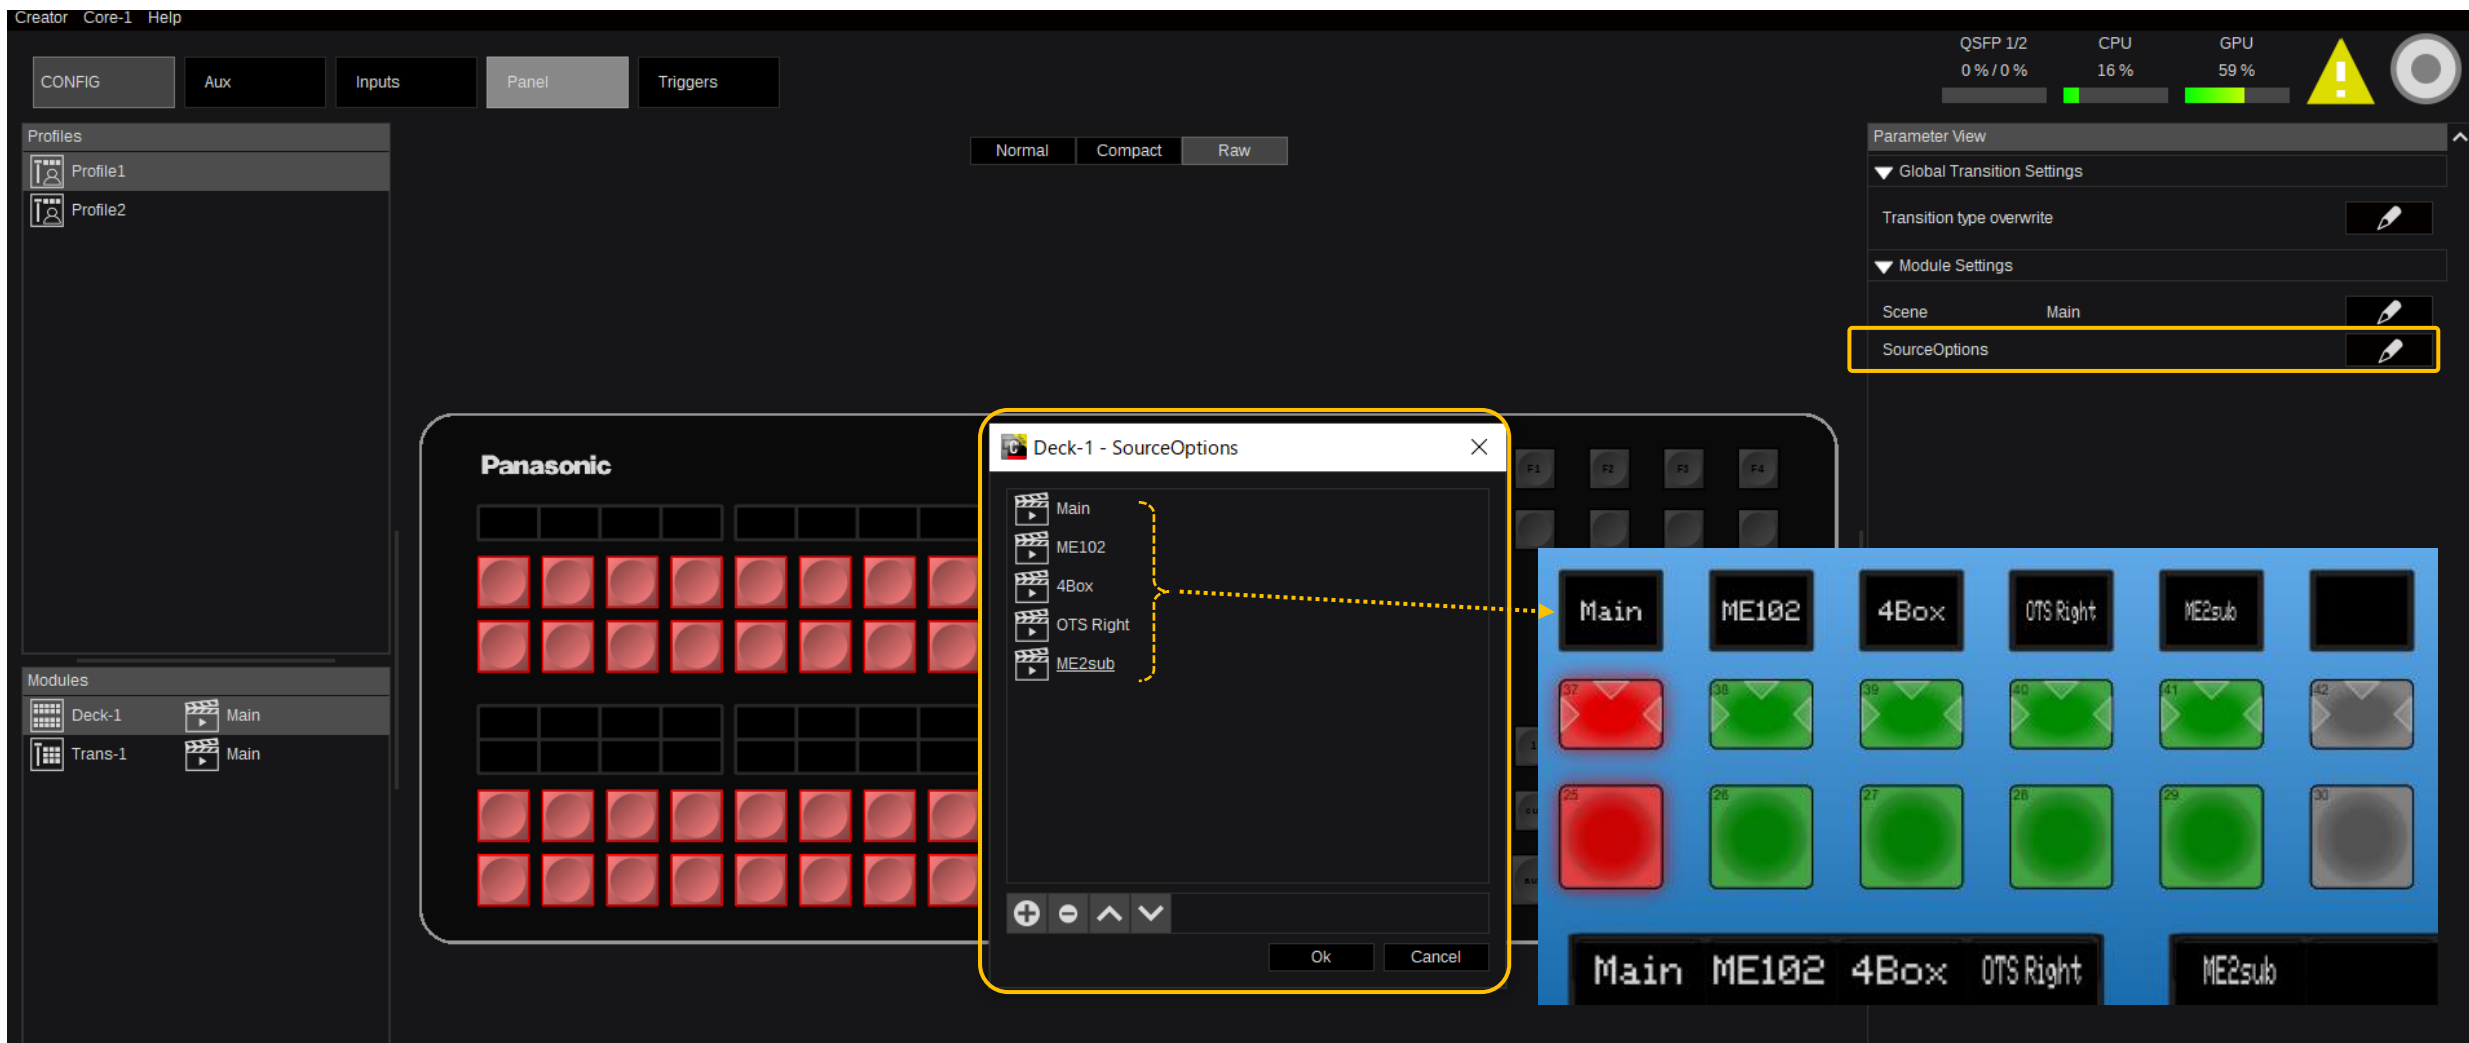 Creator Core-1 Help
QSFP 1/2 CPU GPU
0 % / 0 % 16 % 59 %
CONFIG Aux Inputs Panel Triggers
Profiles
Profile1
Profile2
Normal Compact Raw
Parameter View
Global Transition Settings
Transition type overwrite
Module Settings
Scene Main
SourceOptions
Panasonic
F1 F2 F3 F4
Deck-1 - SourceOptions
Main
ME102
4Box
OTS Right
ME2sub
Ok Cancel
Modules
Deck-1 Main
Trans-1 Main
Main ME102 4Box OTS Right ME2sub
37 38 39 40 41 42
25 26 27 28 29 30
Main ME102 4Box OTS Right ME2sub